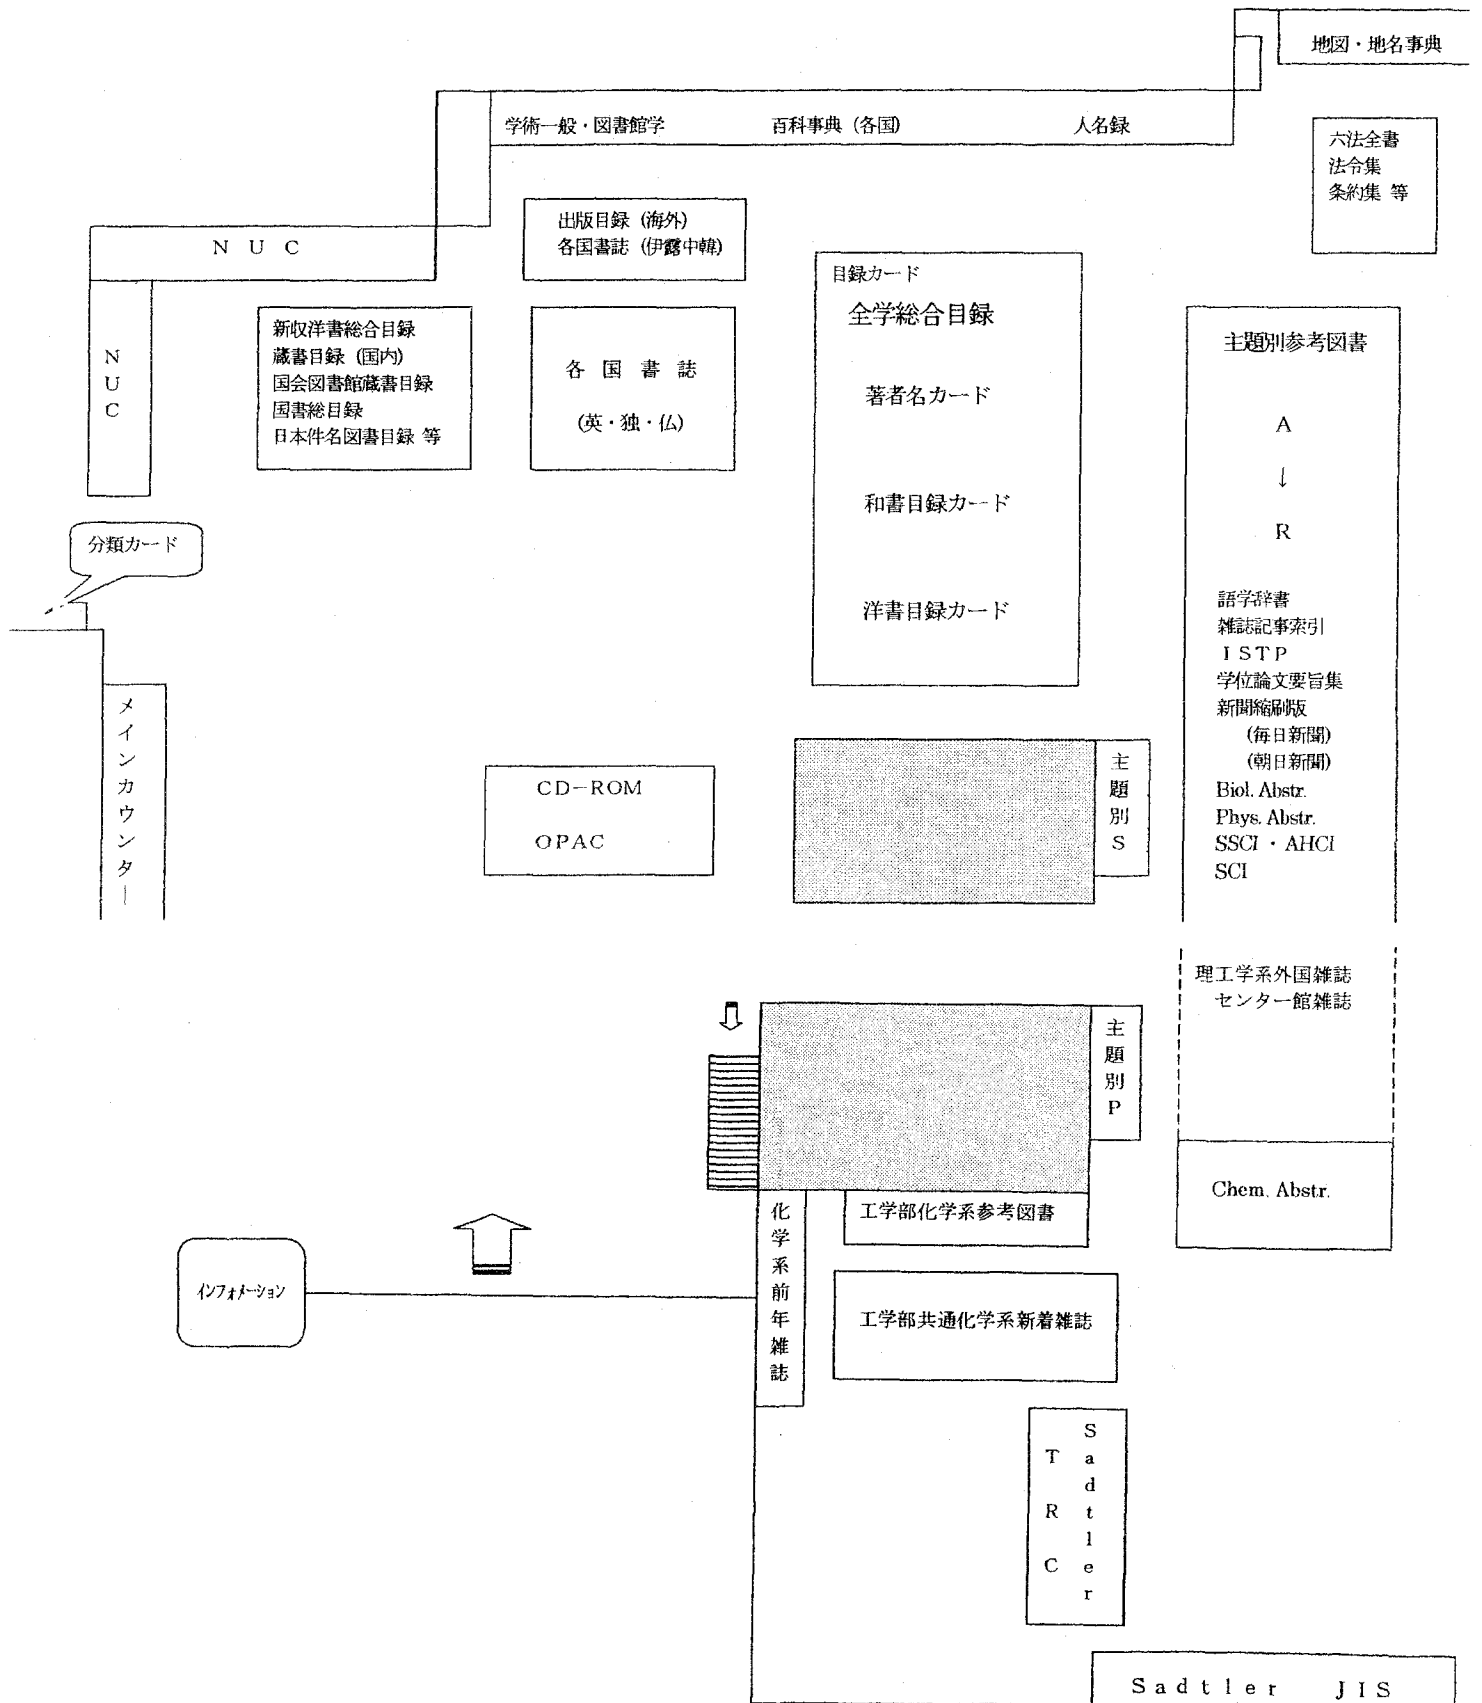 地図・地名事典
学術一般・図書館学
百科事典 (各国)
人名録
六法全書
法令集
条約集 等
出版目録 (海外)
各国書誌 (伊露中韓)
NUC
NUC
新収洋書総合目録
蔵書目録 (国内)
国会図書館蔵書目録
国書総目録
日本件名図書目録 等
各国書誌
(英・独・仏)
目録カード
全学総合目録
著者名カード
和書目録カード
洋書目録カード
主題別参考図書
A
↓
R
語学辞書
雑誌記事索引
ISTP
学位論文要旨集
新聞縮刷版
(毎日新聞)
(朝日新聞)
Biol. Abstr.
Phys. Abstr.
SSCI・AHCI
SCI
分類カード
メインカウンター
CD-ROM
OPAC
主題別S
理工学系外国雑誌
センター館雑誌
主題別P
Chem. Abstr.
化学系前年雑誌
工学部化学系参考図書
インフォメーション
工学部共通化学系新着雑誌
TRC
Sadtler
Sadtler JIS